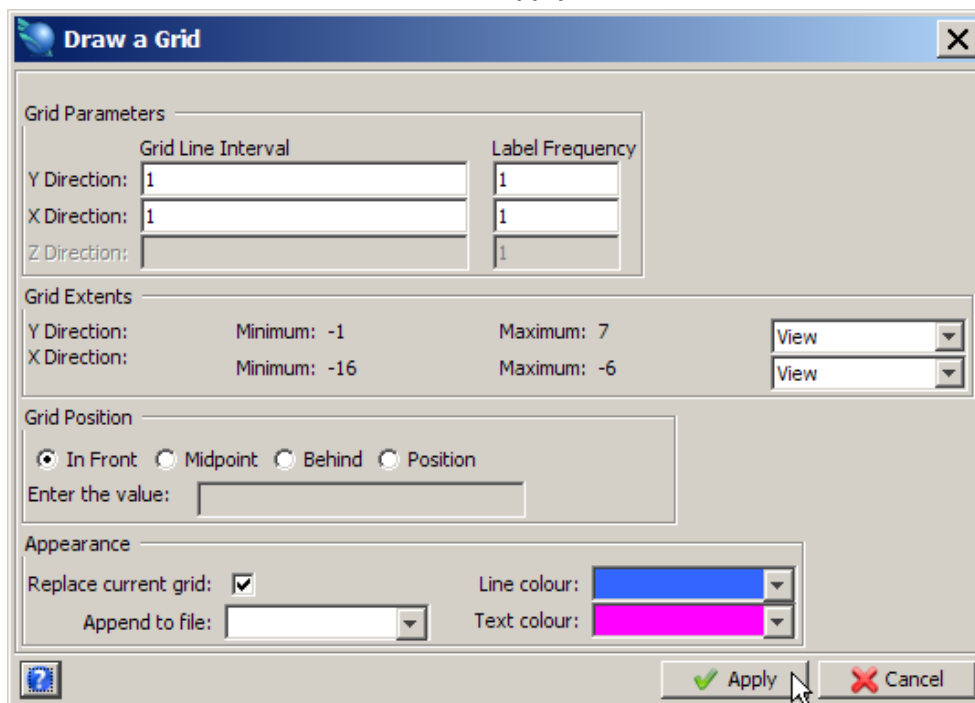 Draw a Grid
Grid Parameters
Grid Line Interval Label Frequency
Y Direction: 1 1
X Direction: 1 1
Z Direction: 1
Grid Extents
Y Direction: Minimum: -1 Maximum: 7 View
X Direction: Minimum: -16 Maximum: -6 View
Grid Position
In Front Midpoint Behind Position
Enter the value:
Appearance
Replace current grid: Line colour:
Append to file: Text colour:
? Apply Cancel